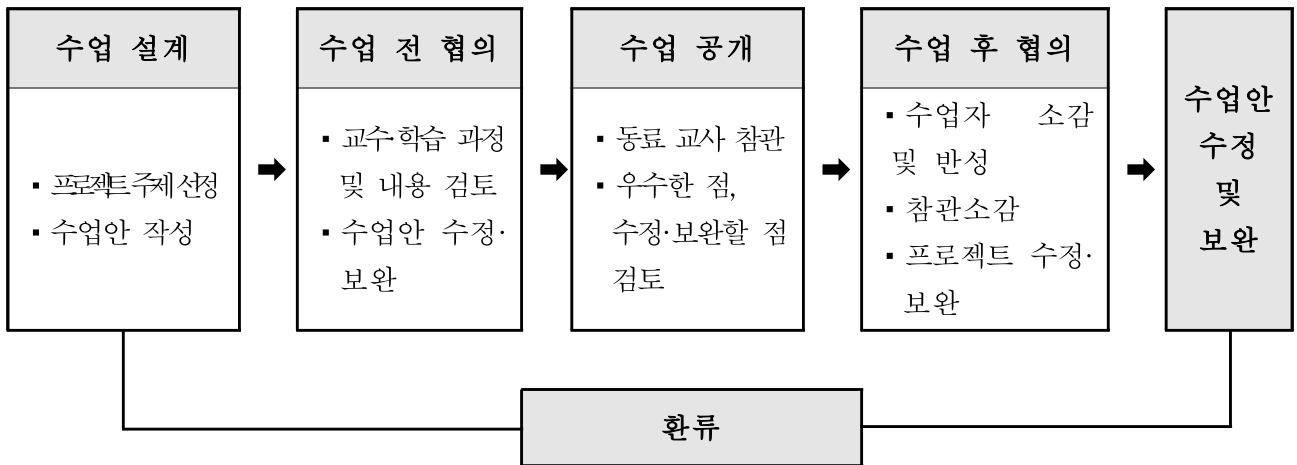 수업 설계
▪ 프로젝트 주제 선정
▪ 수업안 작성
수업 전 협의
▪ 교수·학습 과정
및 내용 검토
▪ 수업안 수정·
보완
수업 공개
▪ 동료 교사 참관
▪ 우수한 점,
수정·보완할 점
검토
수업 후 협의
▪ 수업자 소감
및 반성
▪ 참관소감
▪ 프로젝트 수정·
보완
수업안
수정
및
보완
환류